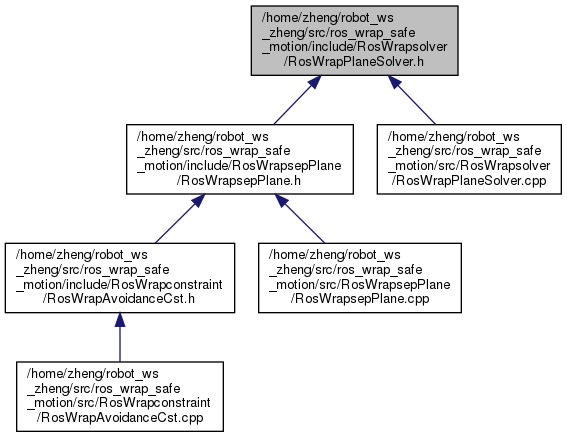 /home/zheng/robot_ws
_zheng/src/ros_wrap_safe
_motion/include/RosWrapsolver
/RosWrapPlaneSolver.h
/home/zheng/robot_ws
_zheng/src/ros_wrap_safe
_motion/include/RosWrapsepPlane
/RosWrapsepPlane.h
/home/zheng/robot_ws
_zheng/src/ros_wrap_safe
_motion/src/RosWrapsolver
/RosWrapPlaneSolver.cpp
/home/zheng/robot_ws
_zheng/src/ros_wrap_safe
_motion/include/RosWrapconstraint
/RosWrapAvoidanceCst.h
/home/zheng/robot_ws
_zheng/src/ros_wrap_safe
_motion/src/RosWrapsepPlane
/RosWrapsepPlane.cpp
/home/zheng/robot_ws
_zheng/src/ros_wrap_safe
_motion/src/RosWrapconstraint
/RosWrapAvoidanceCst.cpp